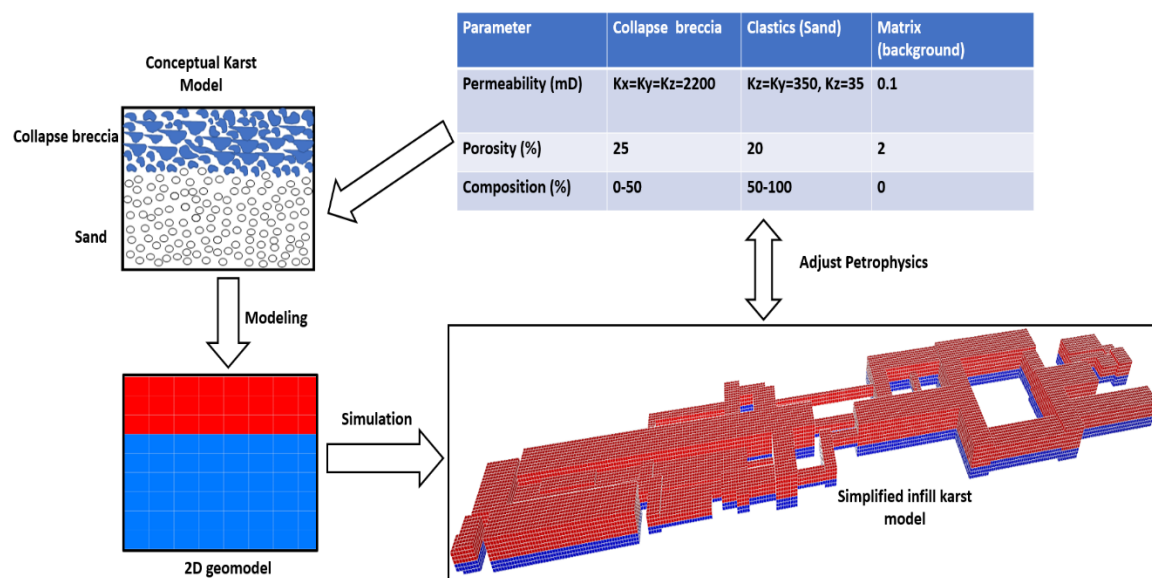 Conceptual Karst
Model
Collapse breccia
Sand
Modeling
2D geomodel
Simulation
Parameter Collapse breccia Clastics (Sand) Matrix
(background)
Permeability (mD) Kx=Ky=Kz=2200 Kz=Ky=350, Kz=35 0.1
Porosity (%) 25 20 2
Composition (%) 0-50 50-100 0
Adjust Petrophysics
Simplified infill karst
model